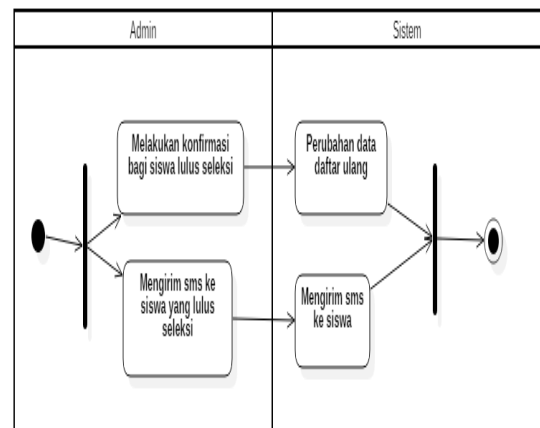 Admin
Sistem
Melakukan konfirmasi
bagi siswa lulus seleksi
Perubahan data
daftar ulang
Mengirim sms ke
siswa yang lulus
seleksi
Mengirim sms
ke siswa